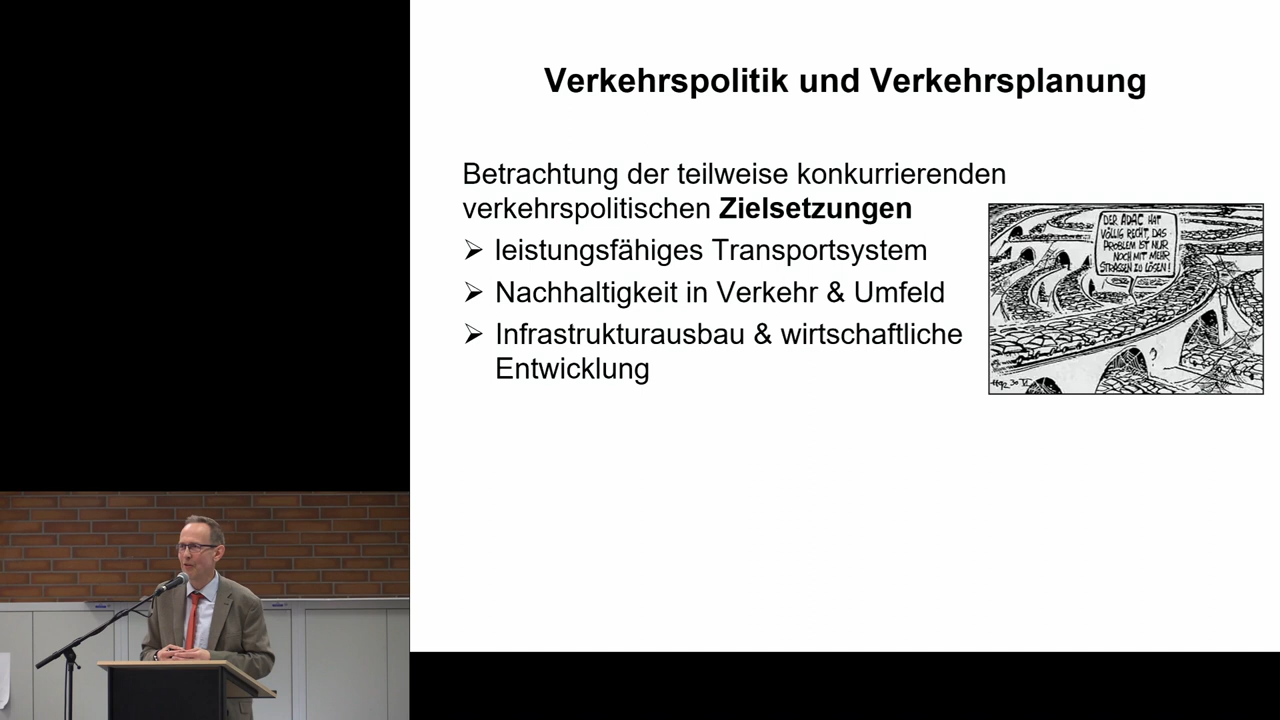 Verkehrspolitik und Verkehrsplanung
Betrachtung der teilweise konkurrierenden
verkehrspolitischen Zielsetzungen
➢ leistungsfähiges Transportsystem
➢ Nachhaltigkeit in Verkehr & Umfeld
➢ Infrastrukturausbau & wirtschaftliche
Entwicklung
DER ADAC HAT
VÖLLIG RECHT, DAS
PROBLEM IST NUR
NOCH MIT MEHR
STRASSEN ZU LÖSEN!